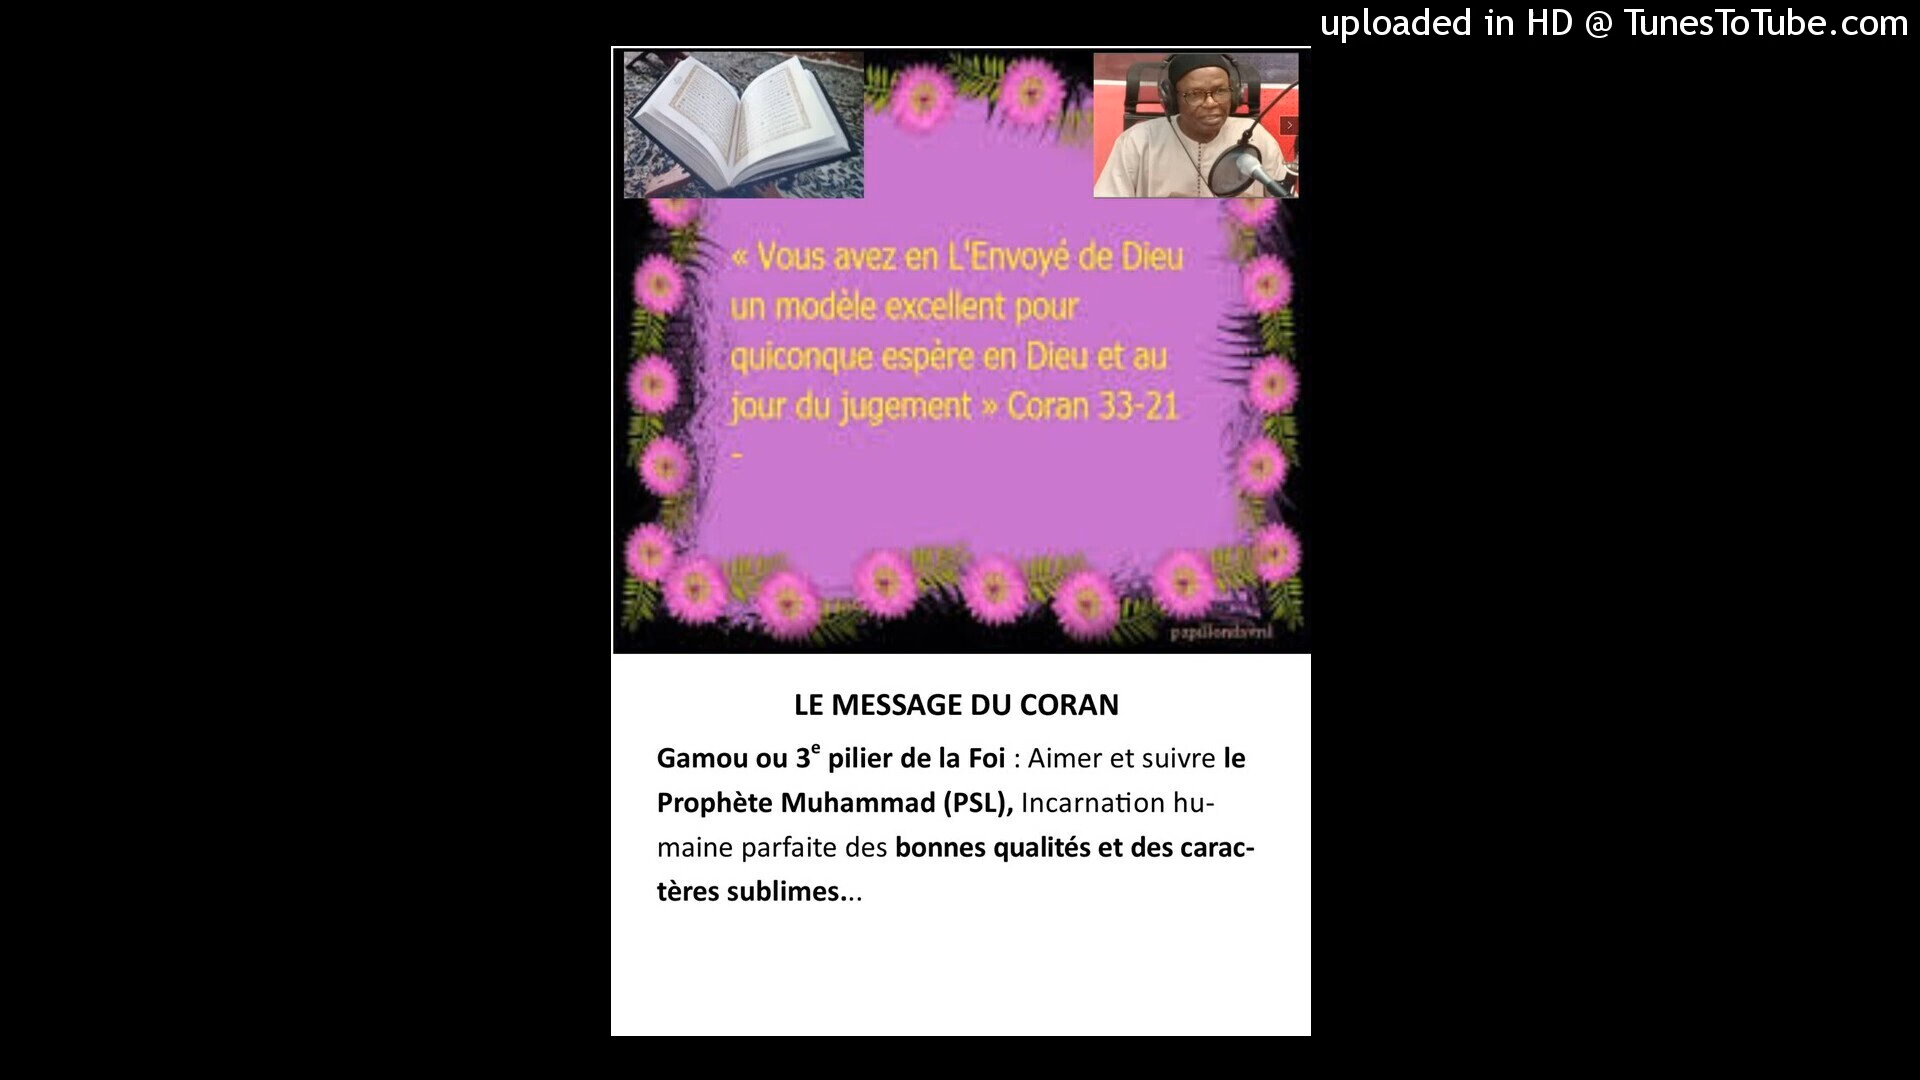 uploaded in HD @ TunesToTube.com
« Vous avez en L'Envoyé de Dieu
un modèle excellent pour
quiconque espère en Dieu et au
jour du jugement » Coran 33-21
-
papillondavril
LE MESSAGE DU CORAN
Gamou ou 3e pilier de la Foi : Aimer et suivre le
Prophète Muhammad (PSL), Incarnation hu-
maine parfaite des bonnes qualités et des carac-
tères sublimes...